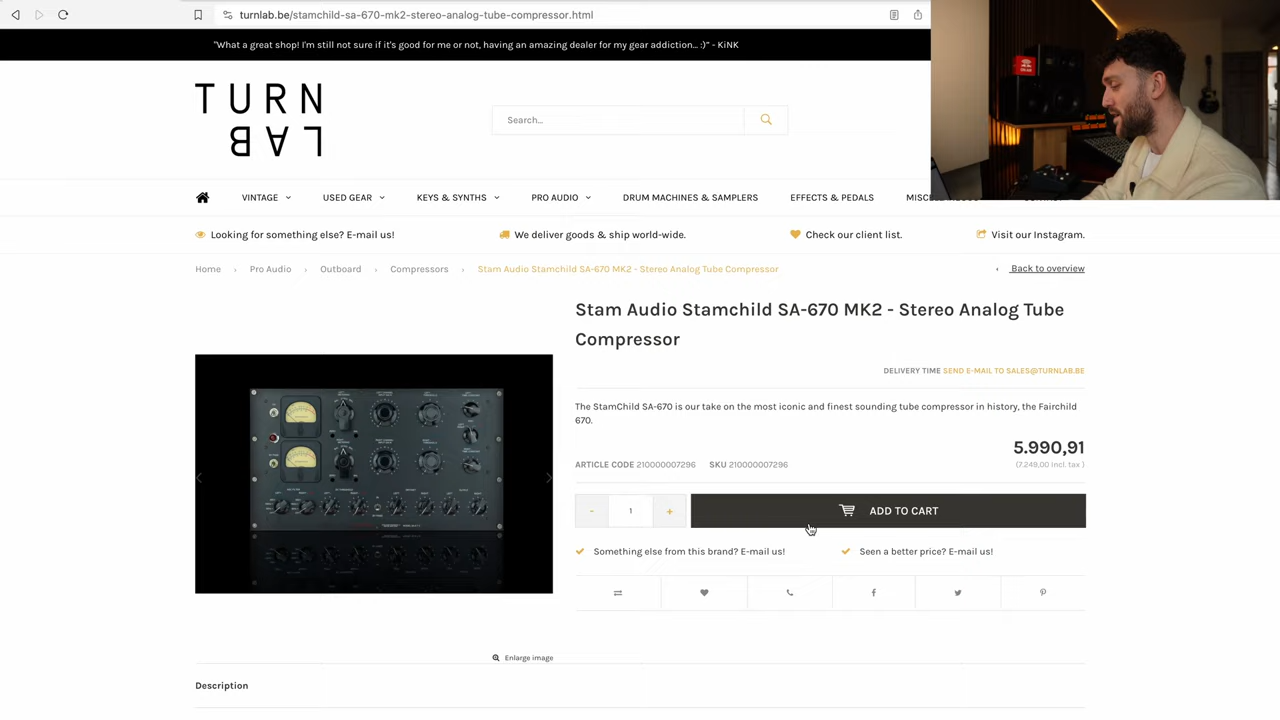 turnlab.be/stamchild-sa-670-mk2-stereo-analog-tube-compressor.html
"What a great shop! I'm still not sure if it's good for me or not, having an amazing dealer for my gear addiction... :)" - KiNK
TURN
LAB
Search...
VINTAGE
USED GEAR
KEYS & SYNTHS
PRO AUDIO
DRUM MACHINES & SAMPLERS
EFFECTS & PEDALS
Looking for something else? E-mail us!
We deliver goods & ship world-wide.
Check our client list.
Visit our Instagram.
Home
Pro Audio
Outboard
Compressors
Stam Audio Stamchild SA-670 MK2 - Stereo Analog Tube Compressor
Back to overview
Stam Audio Stamchild SA-670 MK2 - Stereo Analog Tube
Compressor
DELIVERY TIME SEND E-MAIL TO SALES@TURNLAB.BE
The StamChild SA-670 is our take on the most iconic and finest sounding tube compressor in history, the Fairchild
670.
5.990,91
(7.249,00 Incl. tax )
ARTICLE CODE 210000007296 SKU 210000007296
- 1 +
ADD TO CART
Something else from this brand? E-mail us!
Seen a better price? E-mail us!
Enlarge image
Description